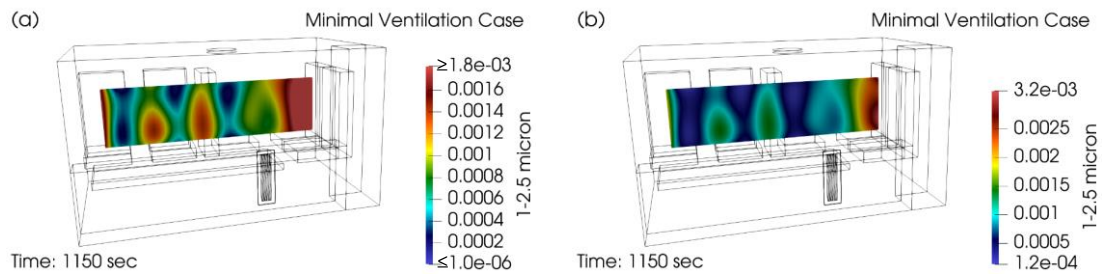 (a)
Minimal Ventilation Case
≥1.8e-03
0.0016
0.0014
0.0012
0.001
0.0008
0.0006
0.0004
0.0002
≤1.0e-06
1-2.5 micron
Time: 1150 sec
(b)
Minimal Ventilation Case
3.2e-03
0.0025
0.002
0.0015
0.001
0.0005
1.2e-04
1-2.5 micron
Time: 1150 sec